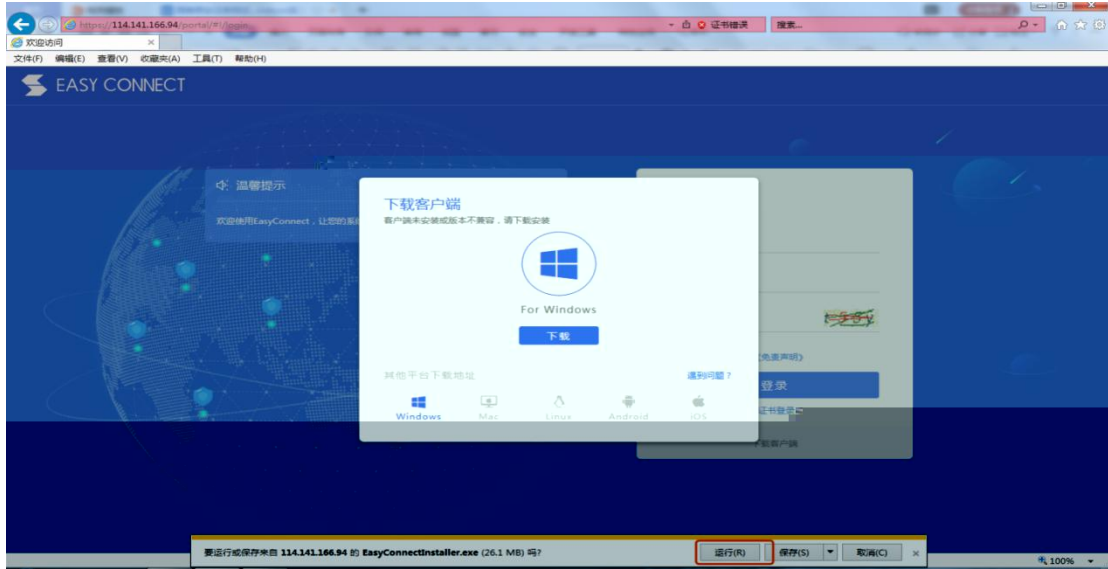 https://114.141.166.94/portal/#!/login
证书错误
搜索...
欢迎访问
文件(F) 编辑(E) 查看(V) 收藏夹(A) 工具(T) 帮助(H)
EASY CONNECT
温馨提示
欢迎使用EasyConnect，让您的系
下载客户端
客户端未安装或版本不兼容，请下载安装
For Windows
下载
其他平台下载地址
遇到问题？
Windows Mac Linux Android iOS
免责声明》
登录
证书登录
下载客户端
要运行或保存来自 114.141.166.94 的 EasyConnectInstaller.exe (26.1 MB) 吗?
运行(R) 保存(S) 取消(C)
100%